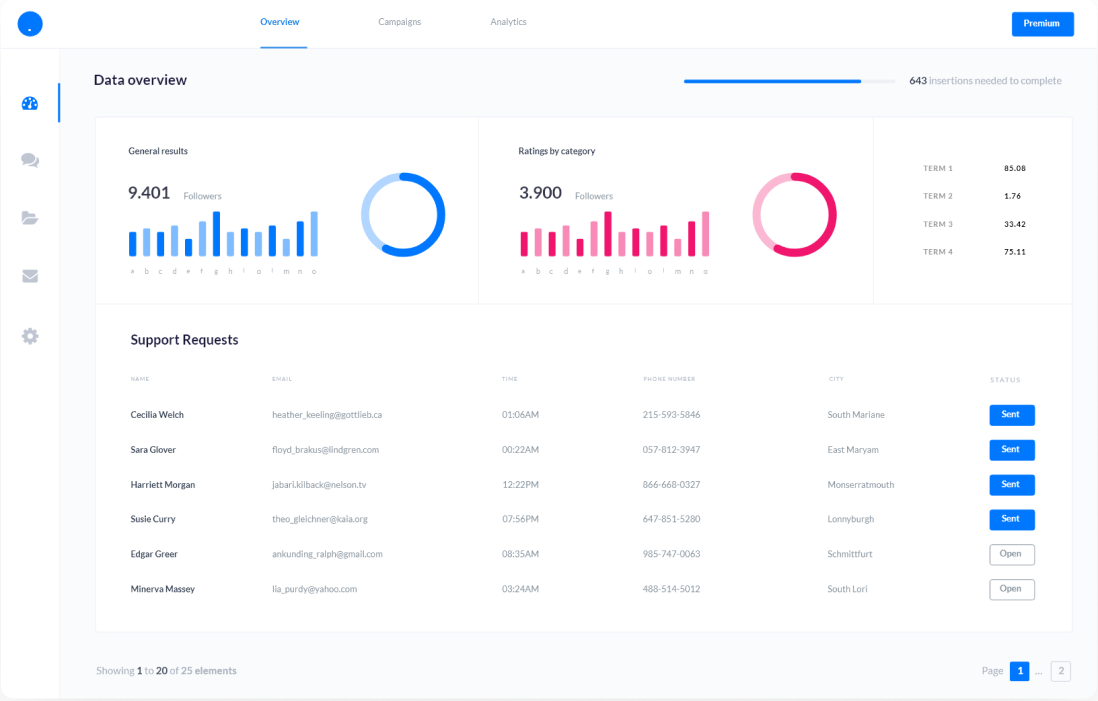 Overview Campaigns Analytics Premium
Data overview 643 insertions needed to complete
General results
9.401 Followers
a b c d e f g h i o l m n o
Ratings by category
3.900 Followers
a b c d e f g h i o l m n o
TERM 1 85.08
TERM 2 1.76
TERM 3 33.42
TERM 4 75.11
Support Requests
NAME EMAIL TIME PHONE NUMBER CITY STATUS
Cecilia Welch heather_keeling@gottlieb.ca 01:06AM 215-593-5846 South Mariane Sent
Sara Glover floyd_brakus@lindgren.com 00:22AM 057-812-3947 East Maryam Sent
Harriett Morgan jabari.kilback@nelson.tv 12:22PM 866-668-0327 Monserratmouth Sent
Susie Curry theo_gleichner@kaia.org 07:56PM 647-851-5280 Lonnyburgh Sent
Edgar Greer ankunding_ralph@gmail.com 08:35AM 985-747-0063 Schmittfurt Open
Minerva Massey lia_purdy@yahoo.com 03:24AM 488-514-5012 South Lori Open
Showing 1 to 20 of 25 elements Page 1 ... 2